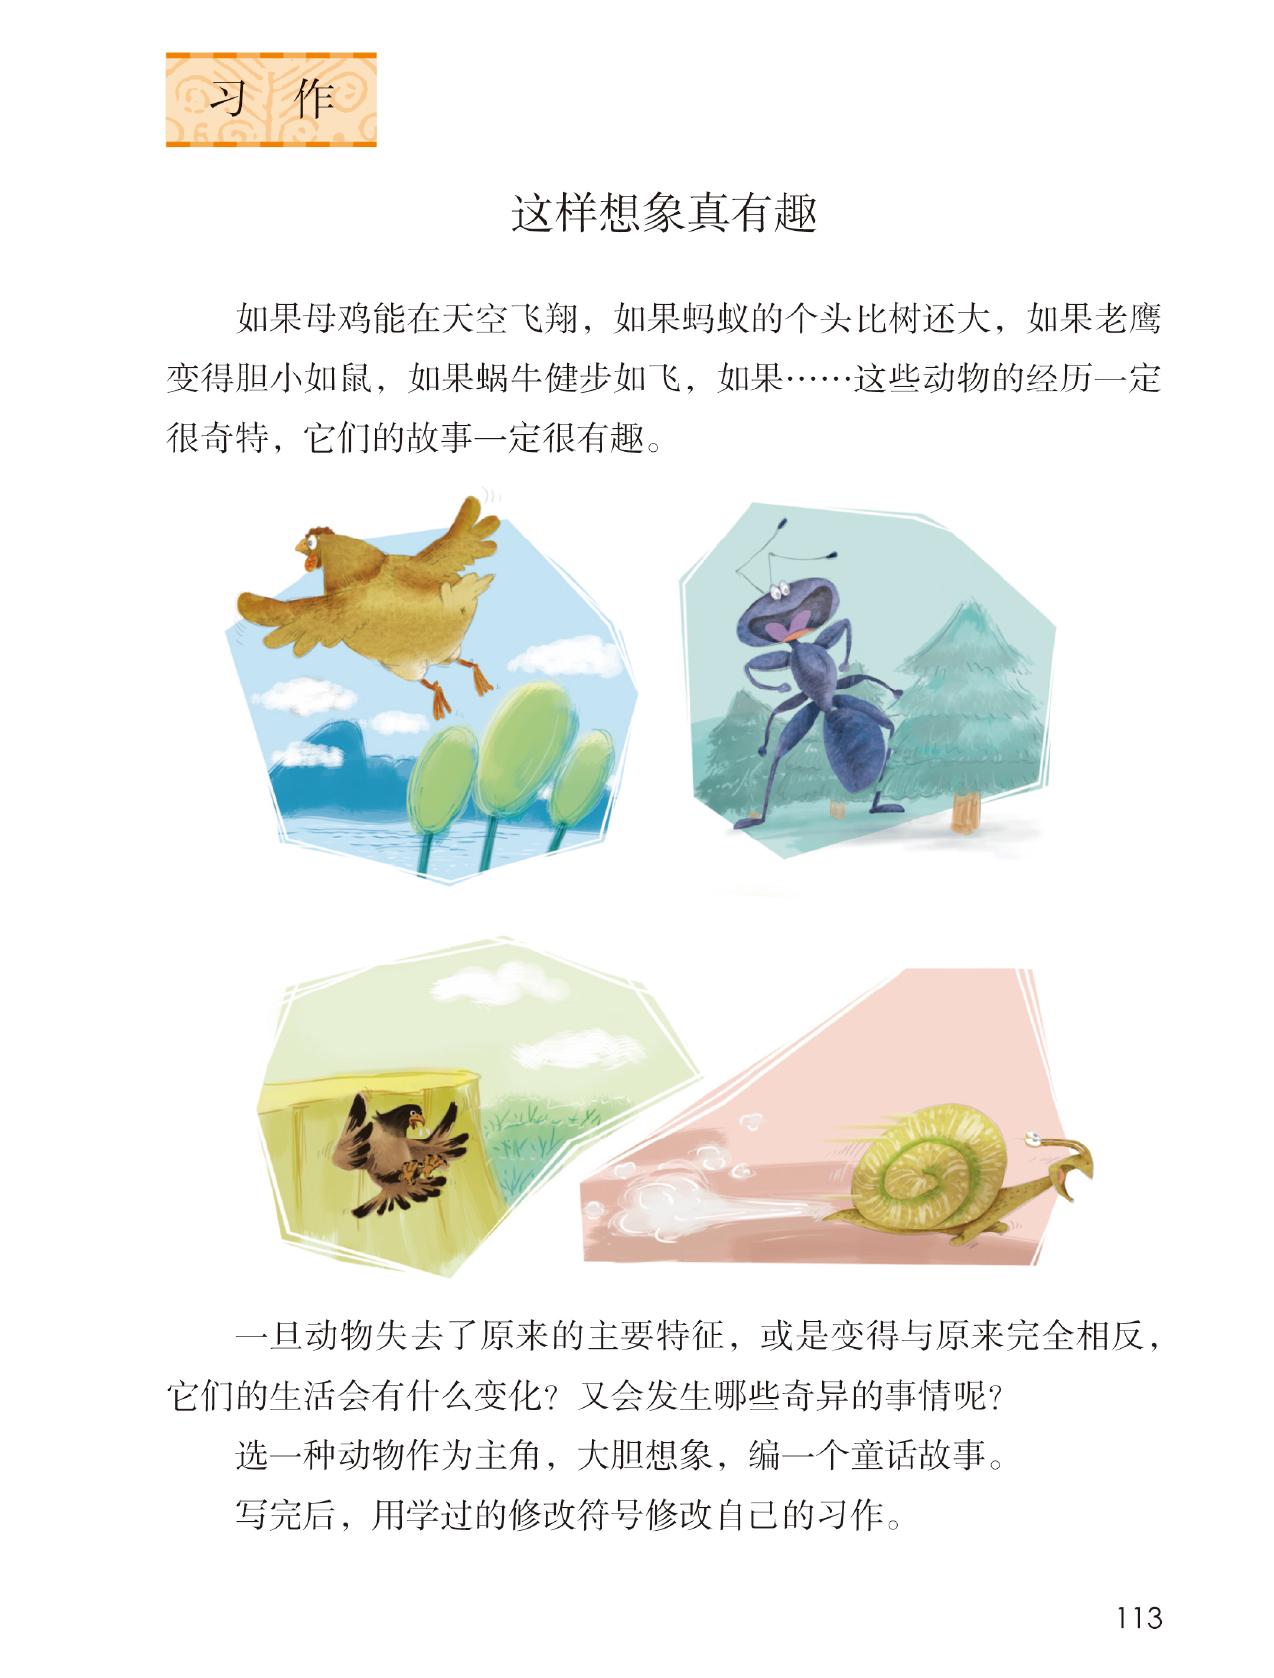 习 作
这样想象真有趣
如果母鸡能在天空飞翔，如果蚂蚁的个头比树还大，如果老鹰
变得胆小如鼠，如果蜗牛健步如飞，如果……这些动物的经历一定
很奇特，它们的故事一定很有趣。
一旦动物失去了原来的主要特征，或是变得与原来完全相反，
它们的生活会有什么变化？又会发生哪些奇异的事情呢？
选一种动物作为主角，大胆想象，编一个童话故事。
写完后，用学过的修改符号修改自己的习作。
113